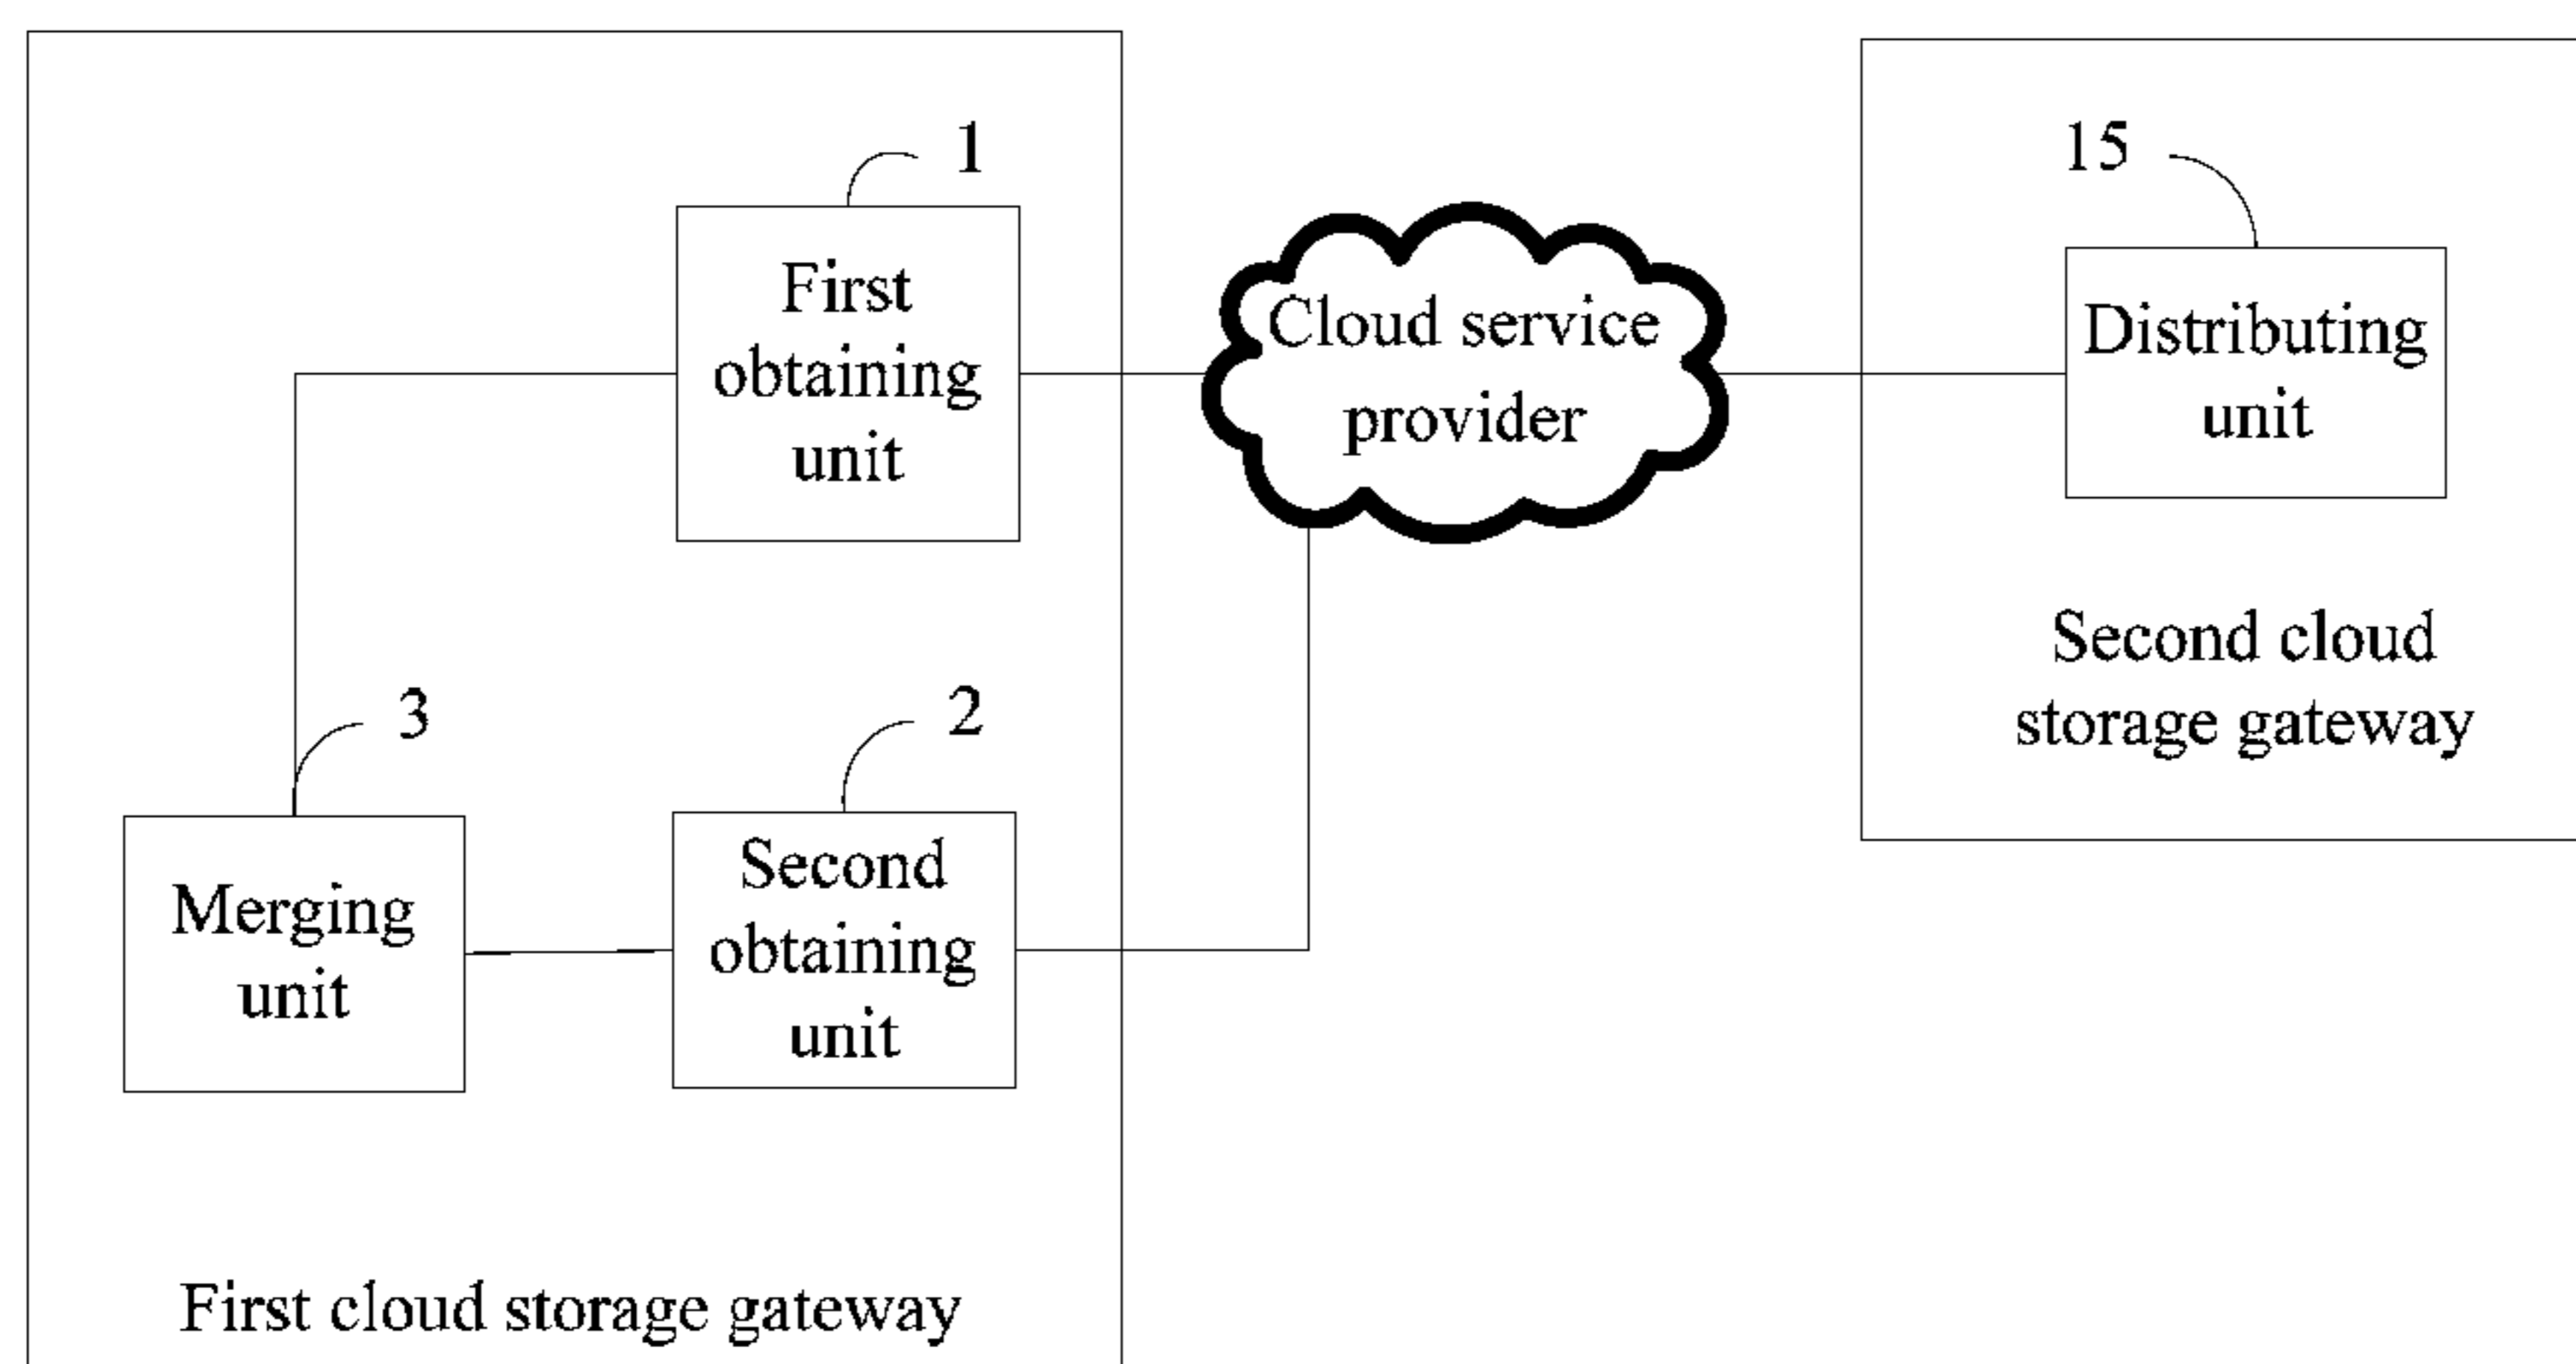 1
First
obtaining
unit
3
Merging
unit
2
Second
obtaining
unit
First cloud storage gateway
Cloud service
provider
15
Distributing
unit
Second cloud
storage gateway